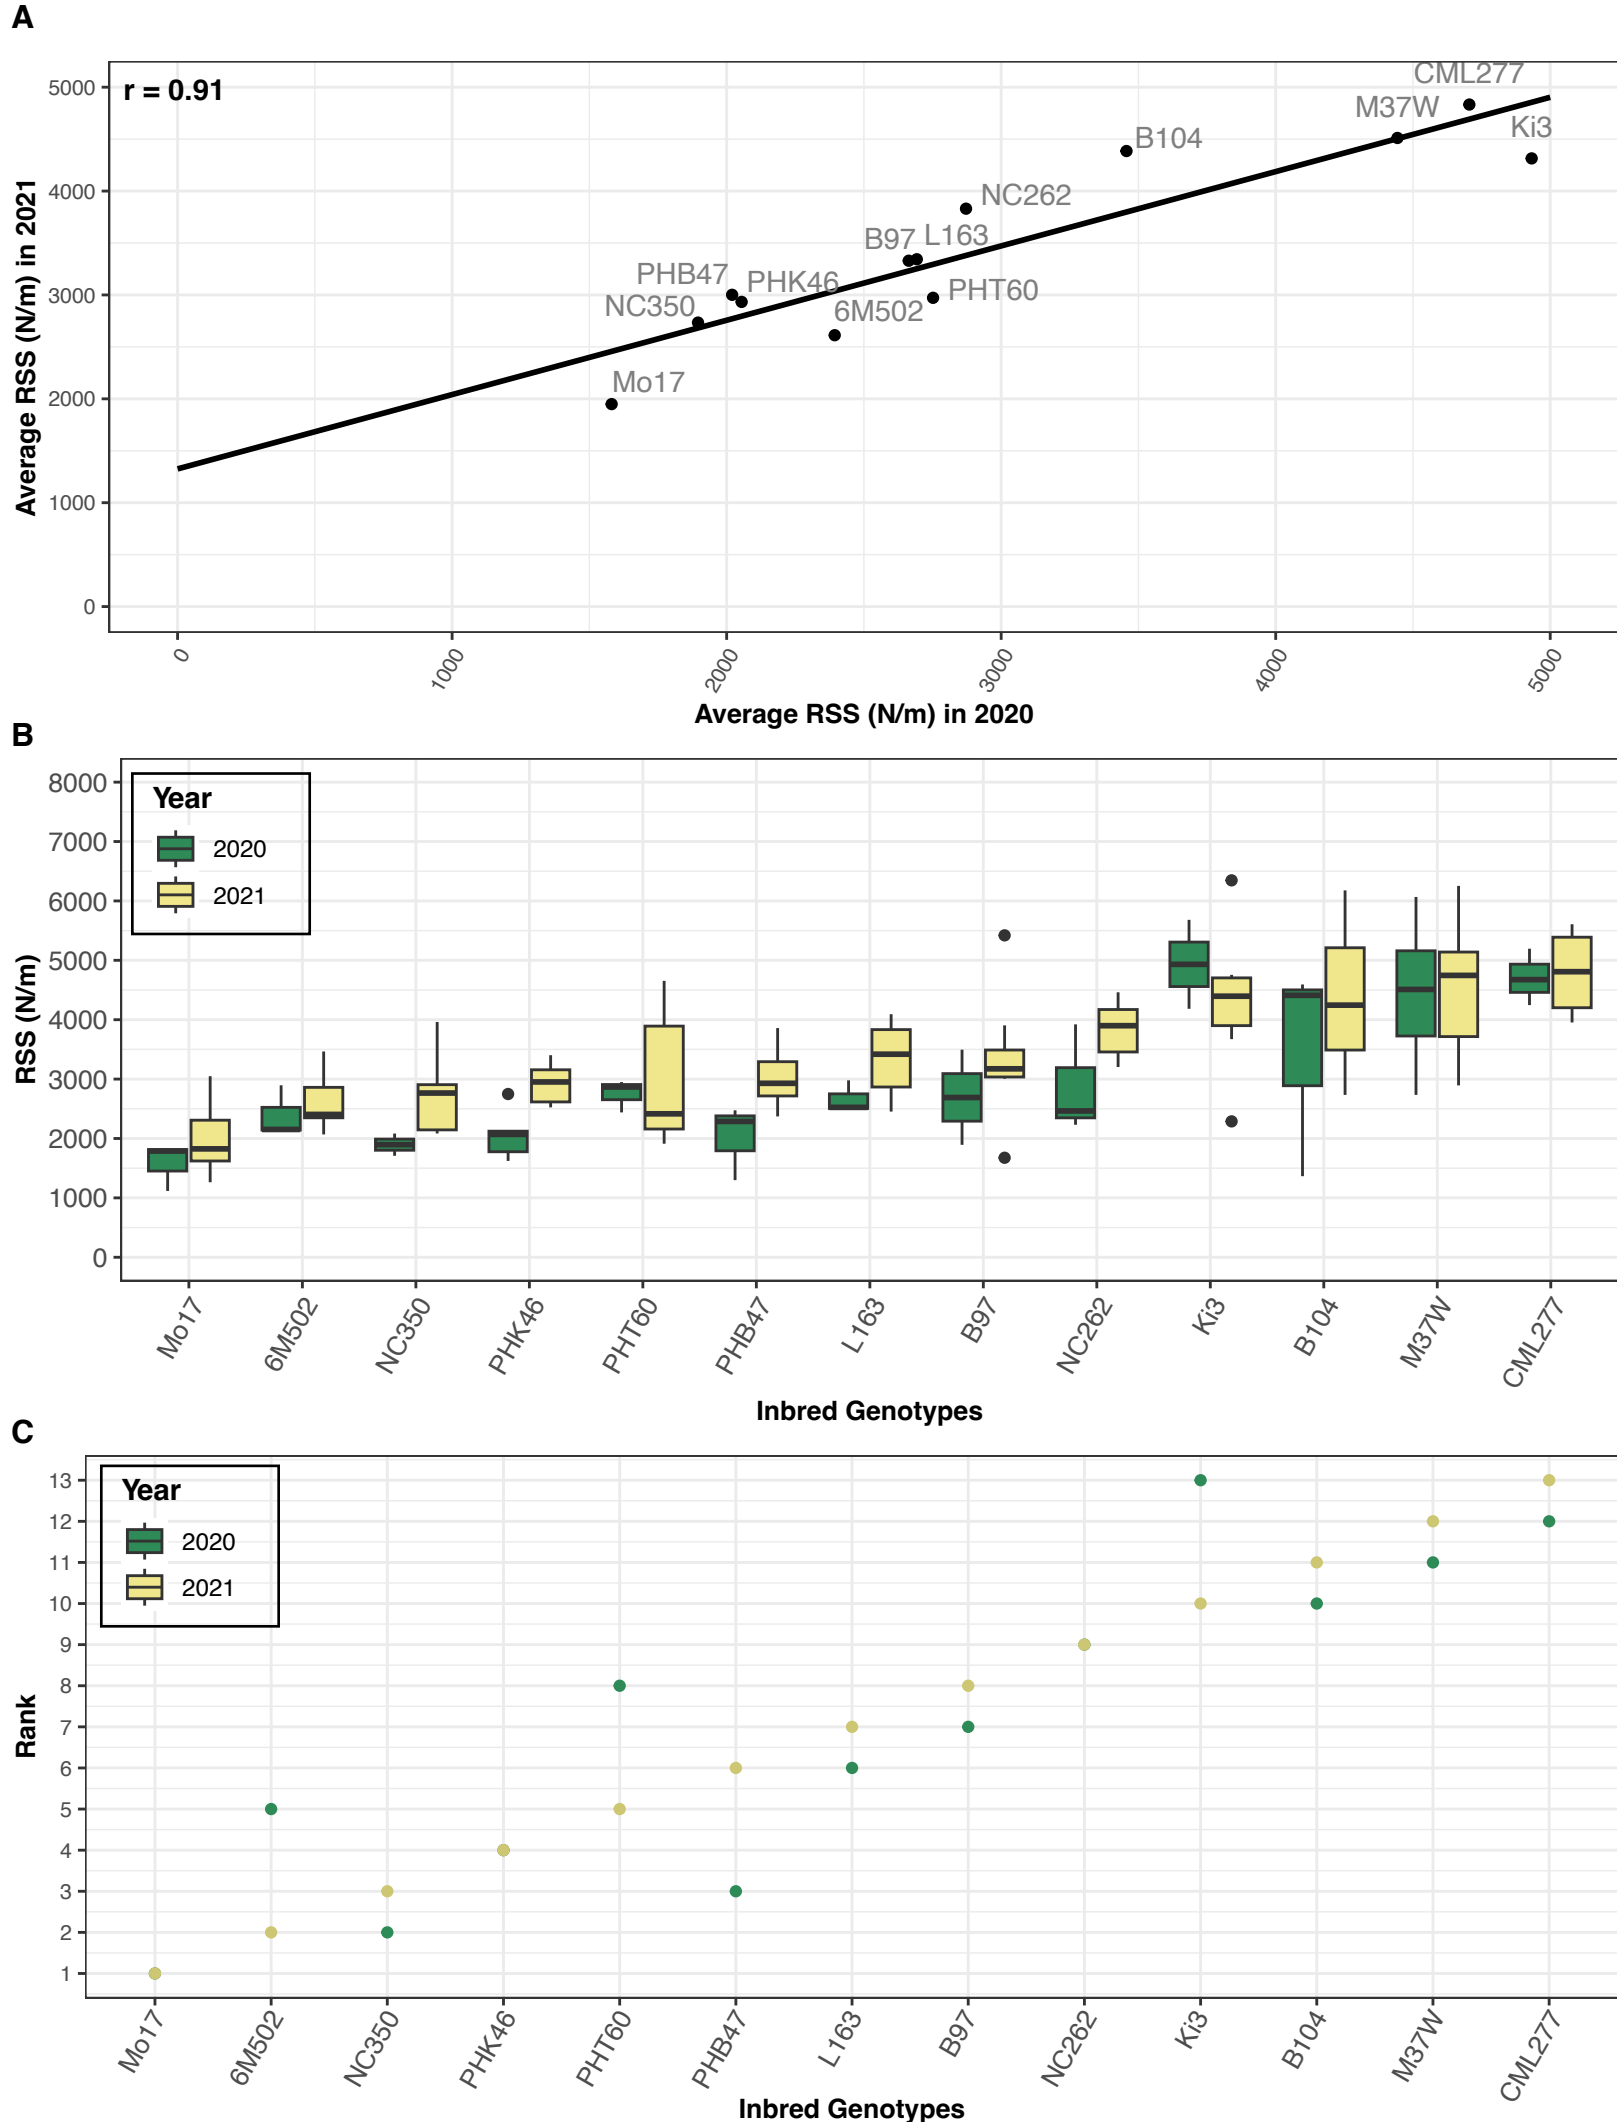 A
r = 0.91
CML277
M37W
Ki3
B104
NC262
B97
L163
PHB47
PHK46
PHT60
NC350
6M502
Mo17
5000
4000
3000
2000
1000
0
Average RSS (N/m) in 2021
0
1000
2000
3000
4000
5000
Average RSS (N/m) in 2020
B
Year
2020
2021
8000
7000
6000
5000
4000
3000
2000
1000
0
RSS (N/m)
Mo17
6M502
NC350
PHK46
PHT60
PHB47
L163
B97
NC262
Ki3
B104
M37W
CML277
Inbred Genotypes
C
Year
2020
2021
13
12
11
10
9
8
7
6
5
4
3
2
1
Rank
Mo17
6M502
NC350
PHK46
PHT60
PHB47
L163
B97
NC262
Ki3
B104
M37W
CML277
Inbred Genotypes